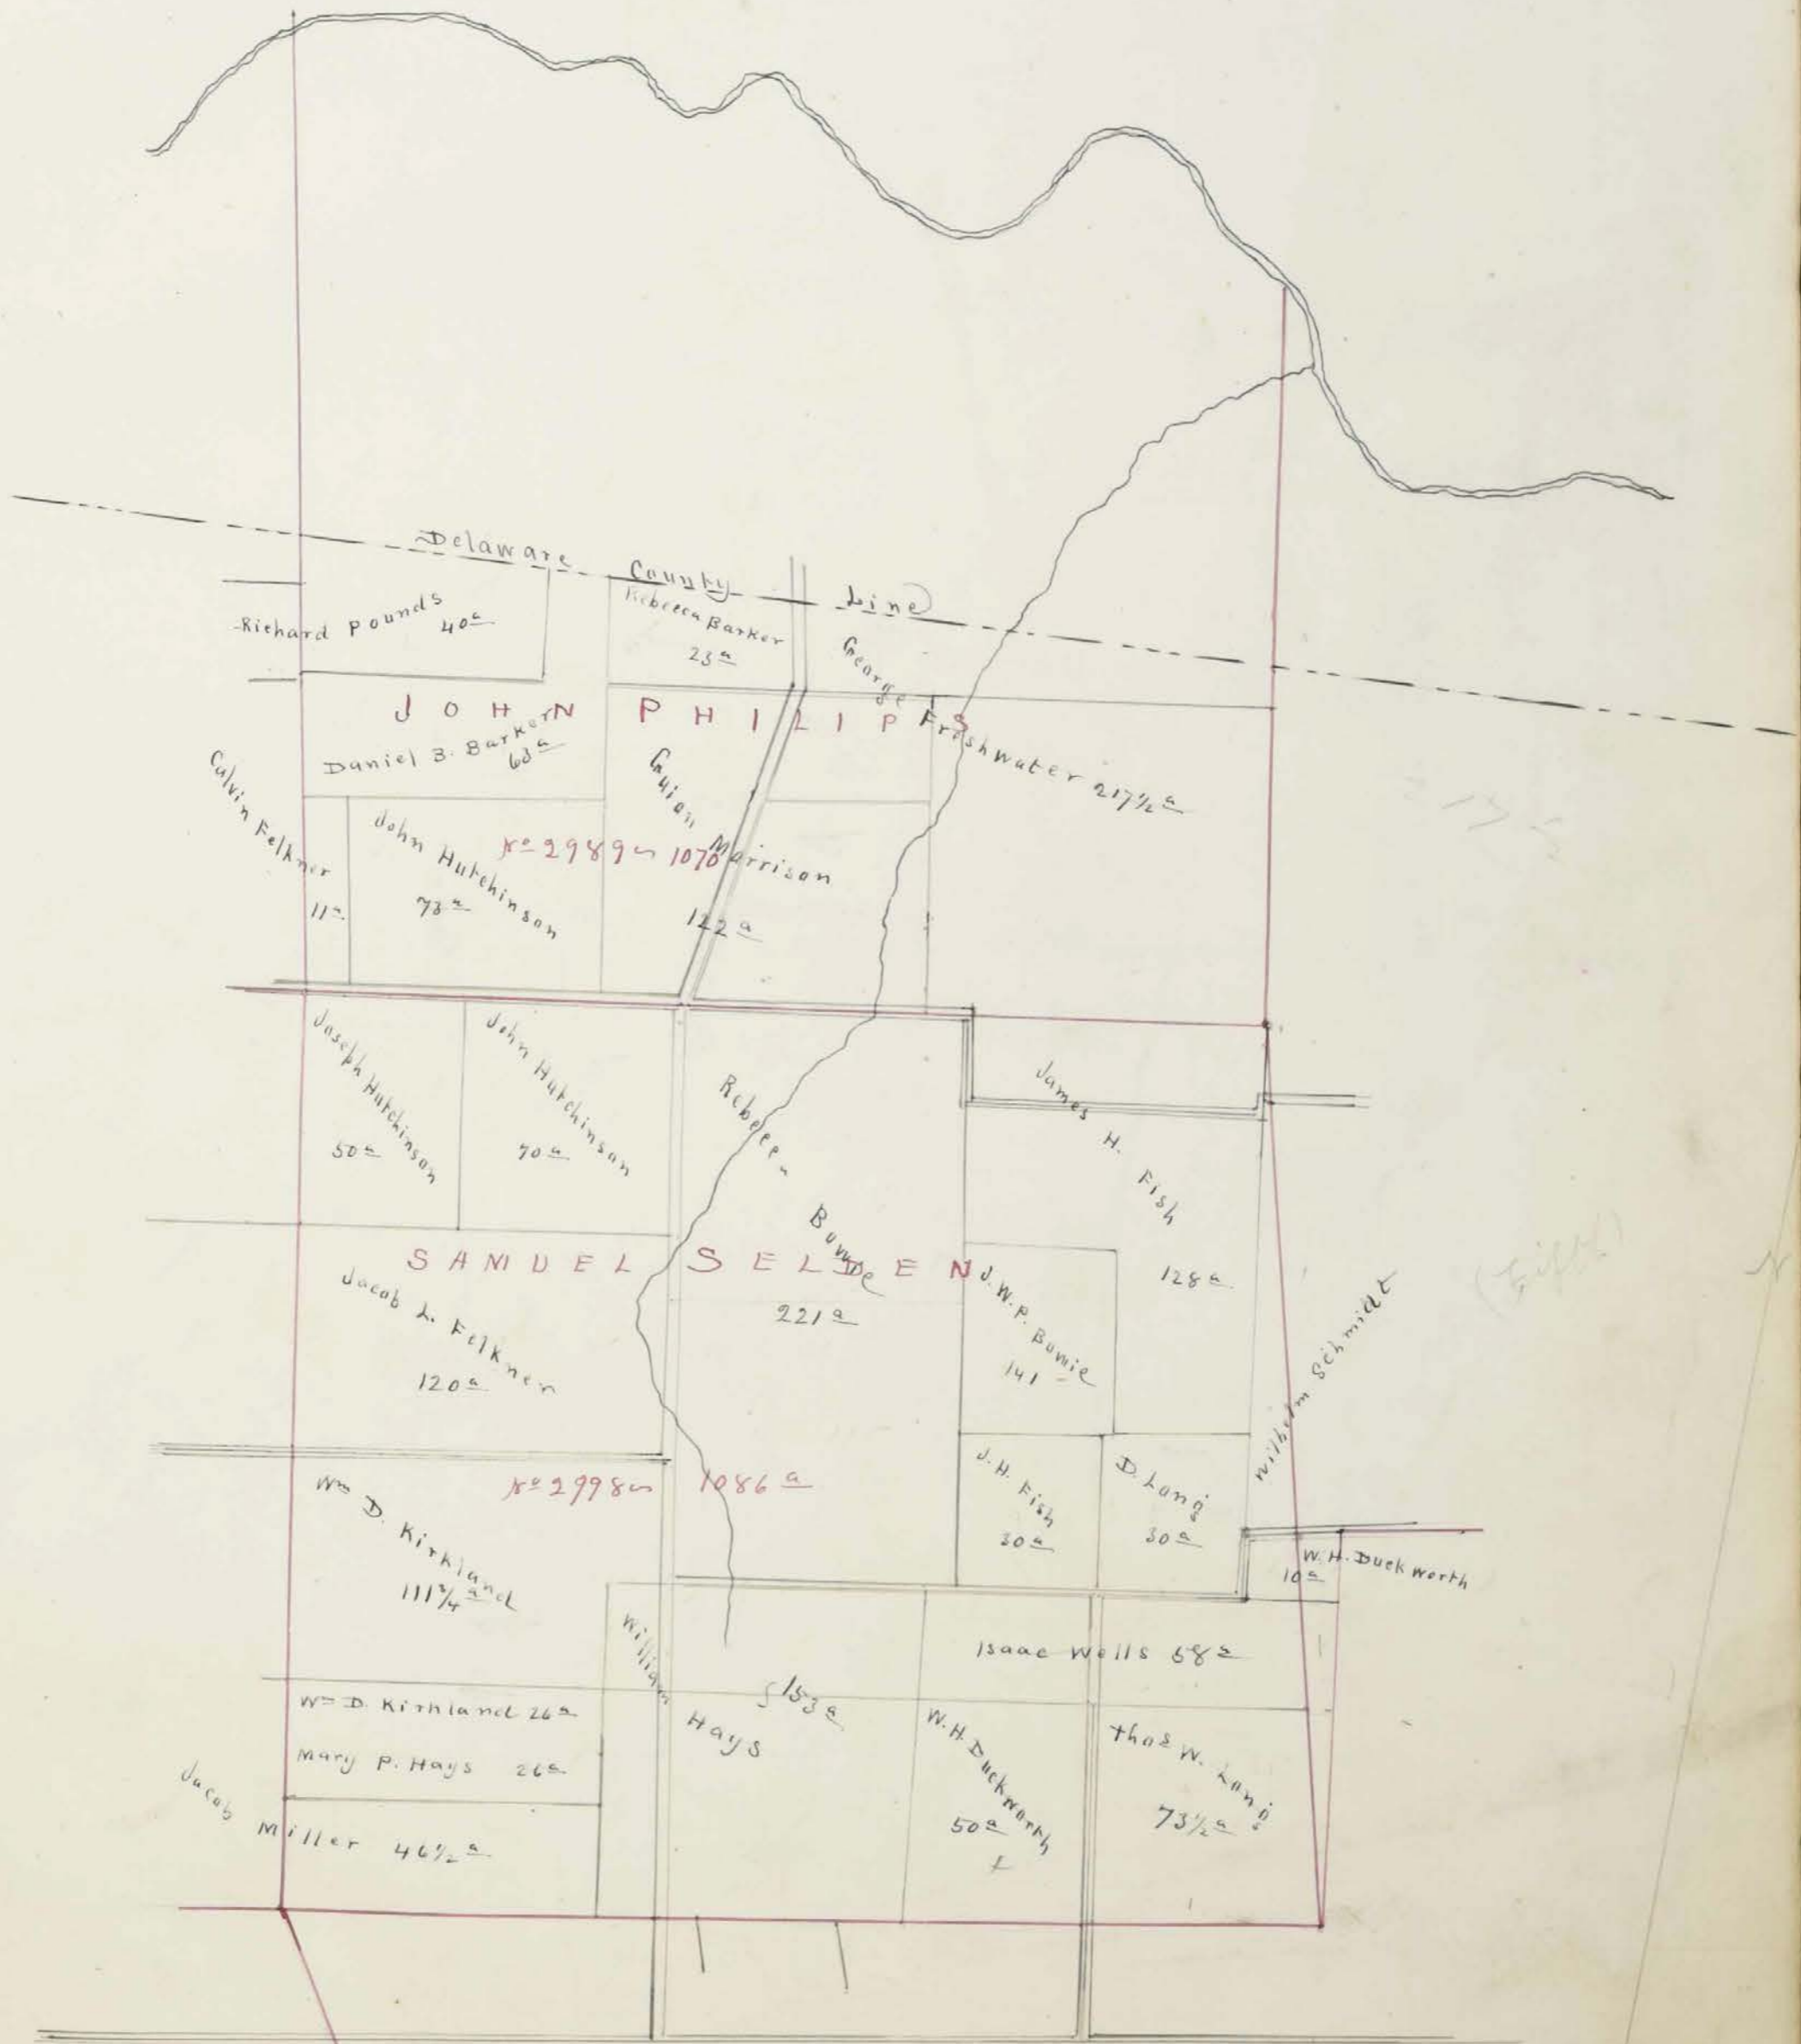 Delaware County Line
Richard Pounds
40a
Rebecca Barker
23a
George Freshwater 217½a
JOHN PHILIPS
Daniel B. Barker
63a
Calvin Felkner
11a
John Hutchinson
73a
No 2989 1070
Guion Morrison
122a
Joseph Hutchinson
50a
John Hutchinson
70a
Rebecca
221a
James H. Fish
128a
SAMUEL SELDEN
Jacob L. Felkner
120a
J. W. P. Bowie
141
Wilhelm Schmidt
No 2998 1086a
Wm D. Kirkland
111¾a
J. H. Fish
30a
D. Lang
30a
W. H. Duckworth
10a
William Hays
153a
Isaac Wells 58a
Wm D. Kirkland 26a
Mary P. Hays 26a
Jacob Miller 46½a
W. H. Duckworth
50a
Thos W. Lang
73½a